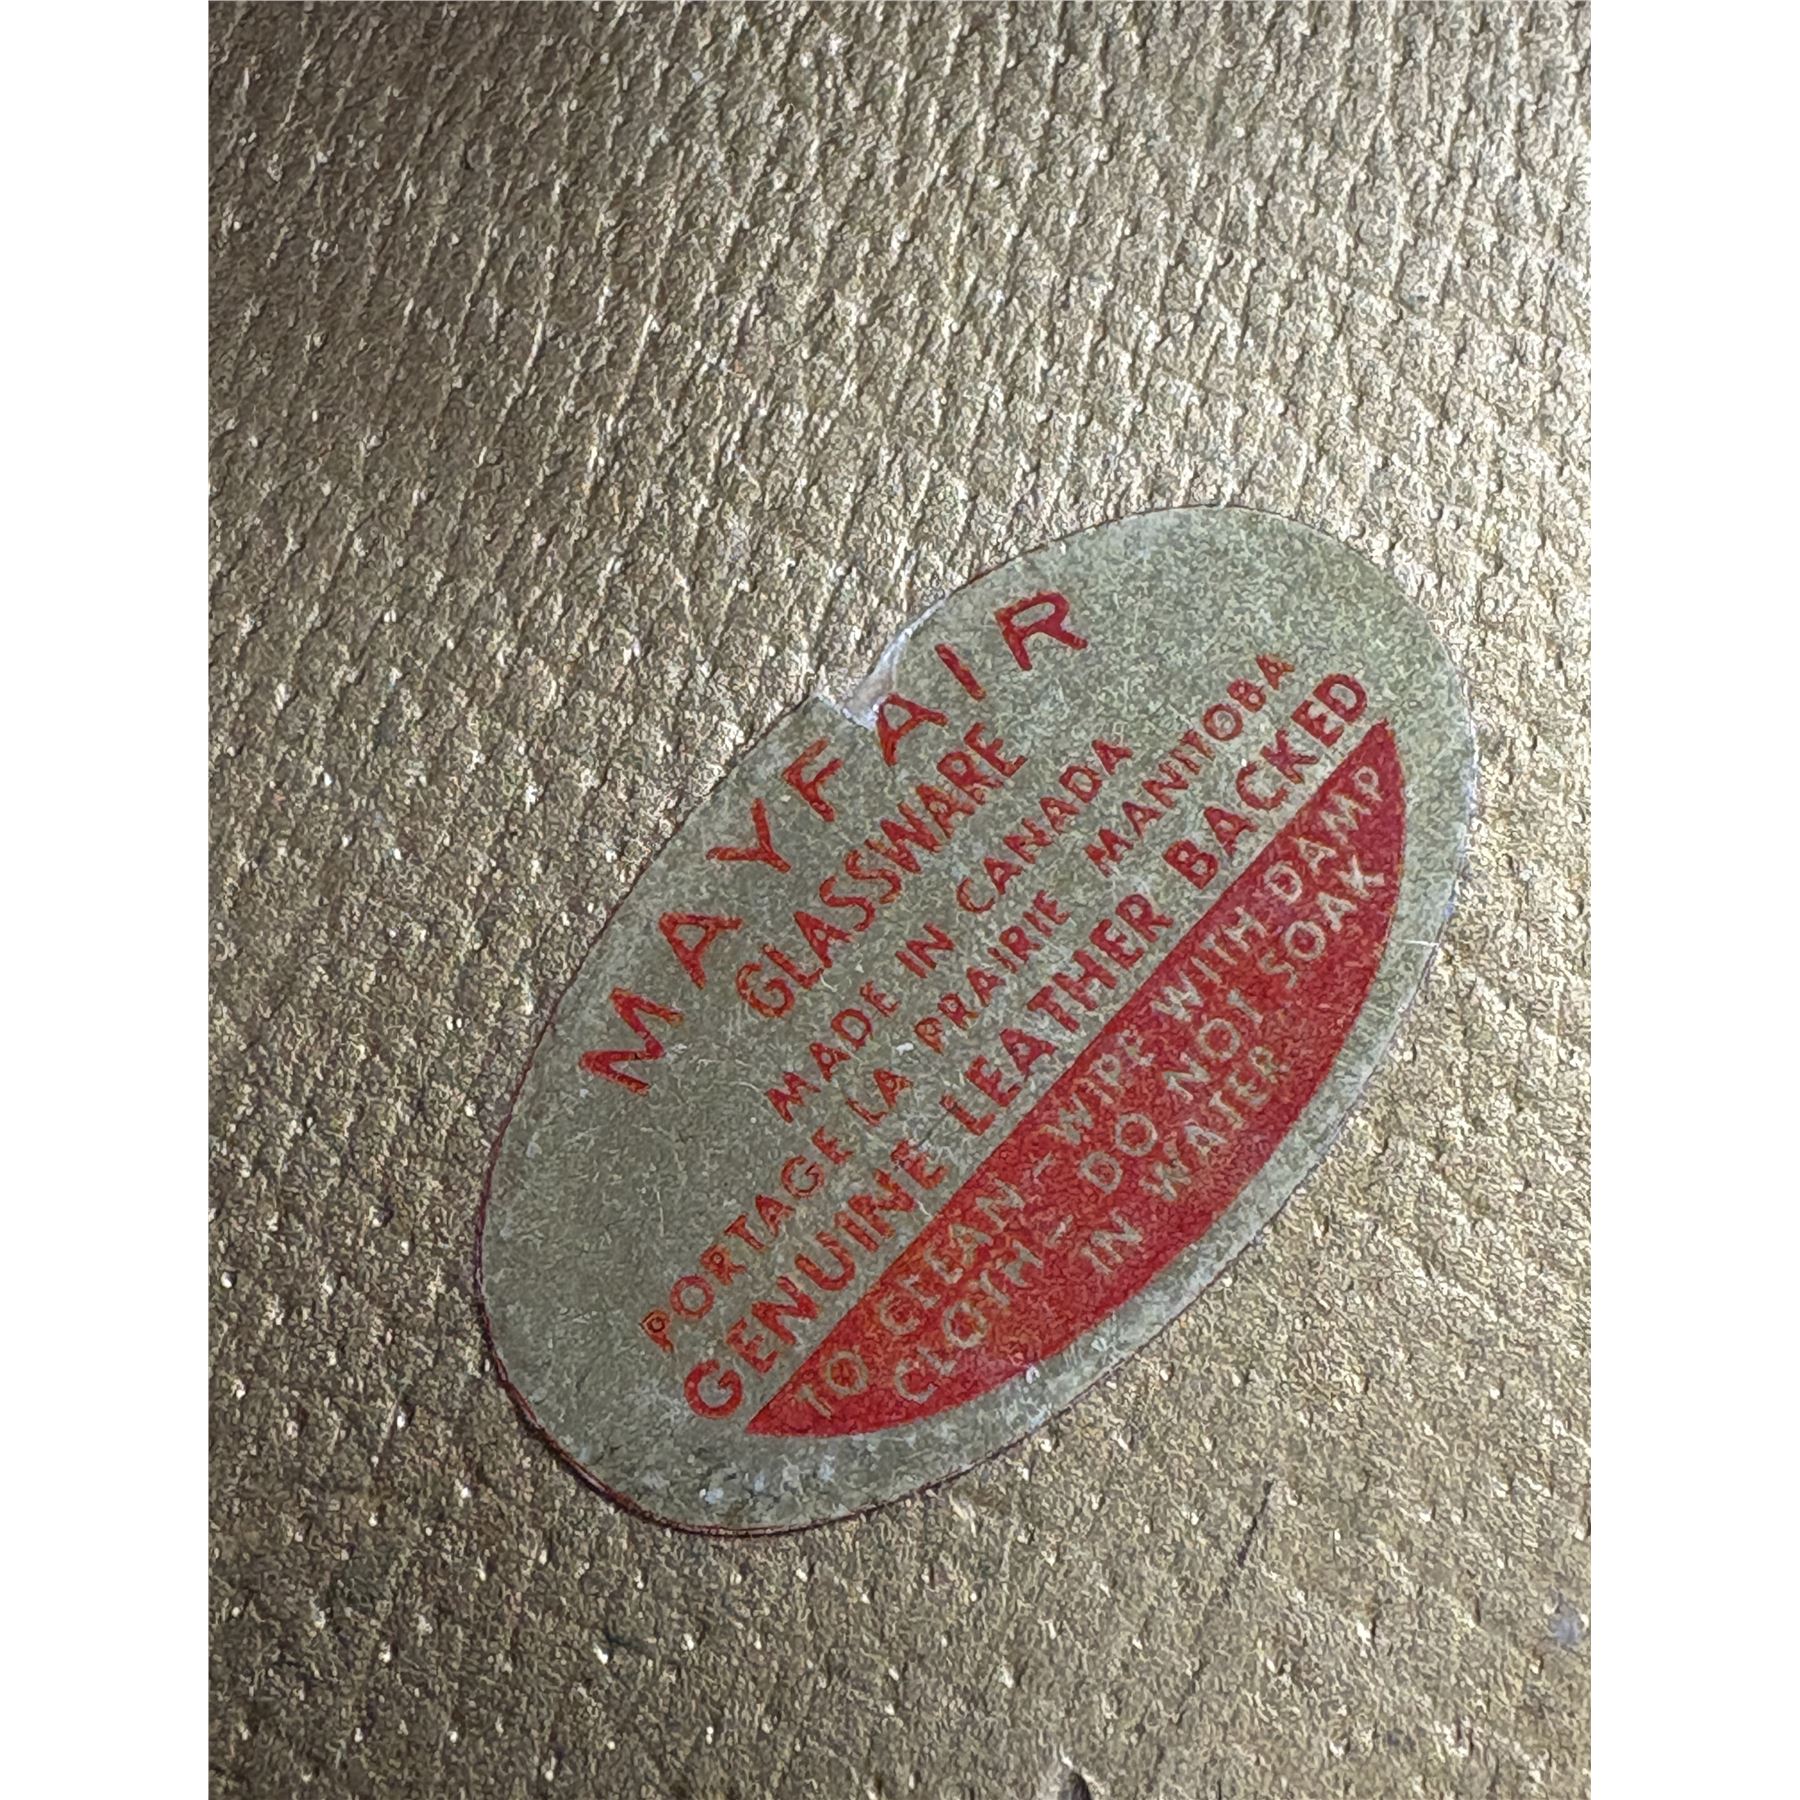 MAYFAIR
GLASSWARE
MADE IN CANADA
PORTAGE LA PRAIRIE MANITOBA
GENUINE LEATHER BACKED
TO CLEAN - WIPE WITH DAMP
CLOTH - DO NOT SOAK
IN WATER